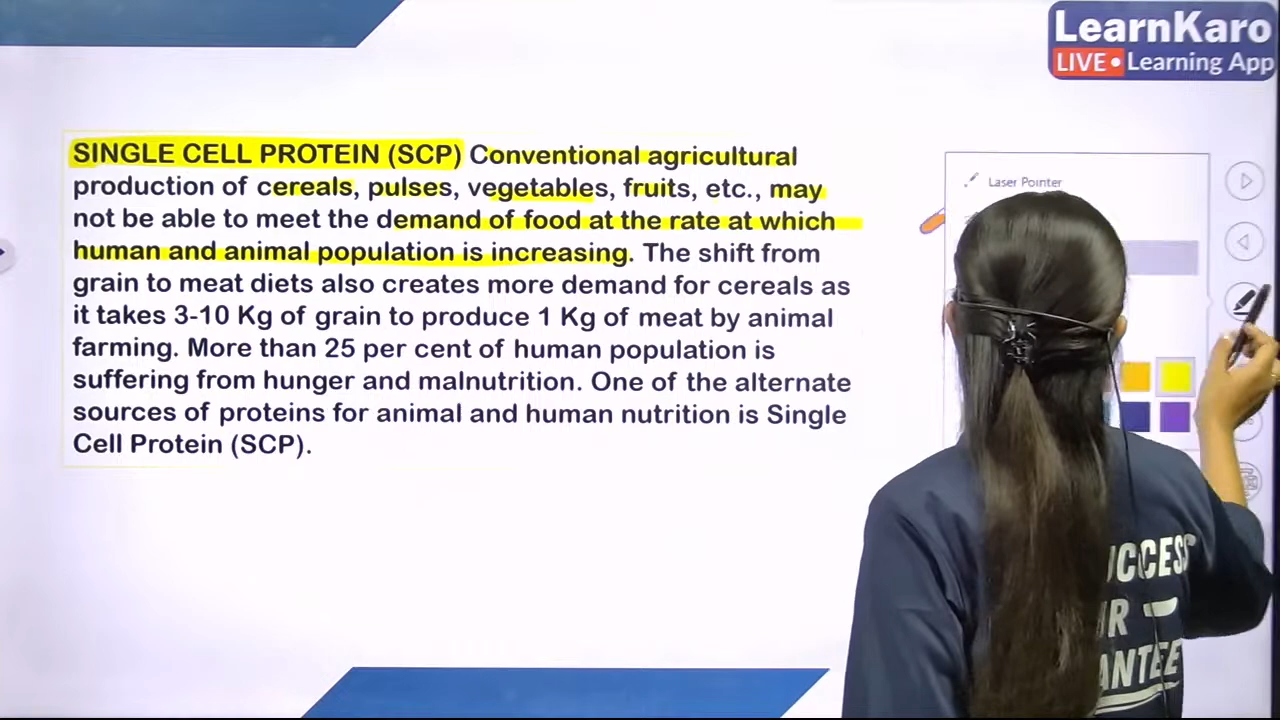 LearnKaro
LIVE • Learning App
SINGLE CELL PROTEIN (SCP) Conventional agricultural
production of cereals, pulses, vegetables, fruits, etc., may
not be able to meet the demand of food at the rate at which
human and animal population is increasing. The shift from
grain to meat diets also creates more demand for cereals as
it takes 3-10 Kg of grain to produce 1 Kg of meat by animal
farming. More than 25 per cent of human population is
suffering from hunger and malnutrition. One of the alternate
sources of proteins for animal and human nutrition is Single
Cell Protein (SCP).
Laser Pointer